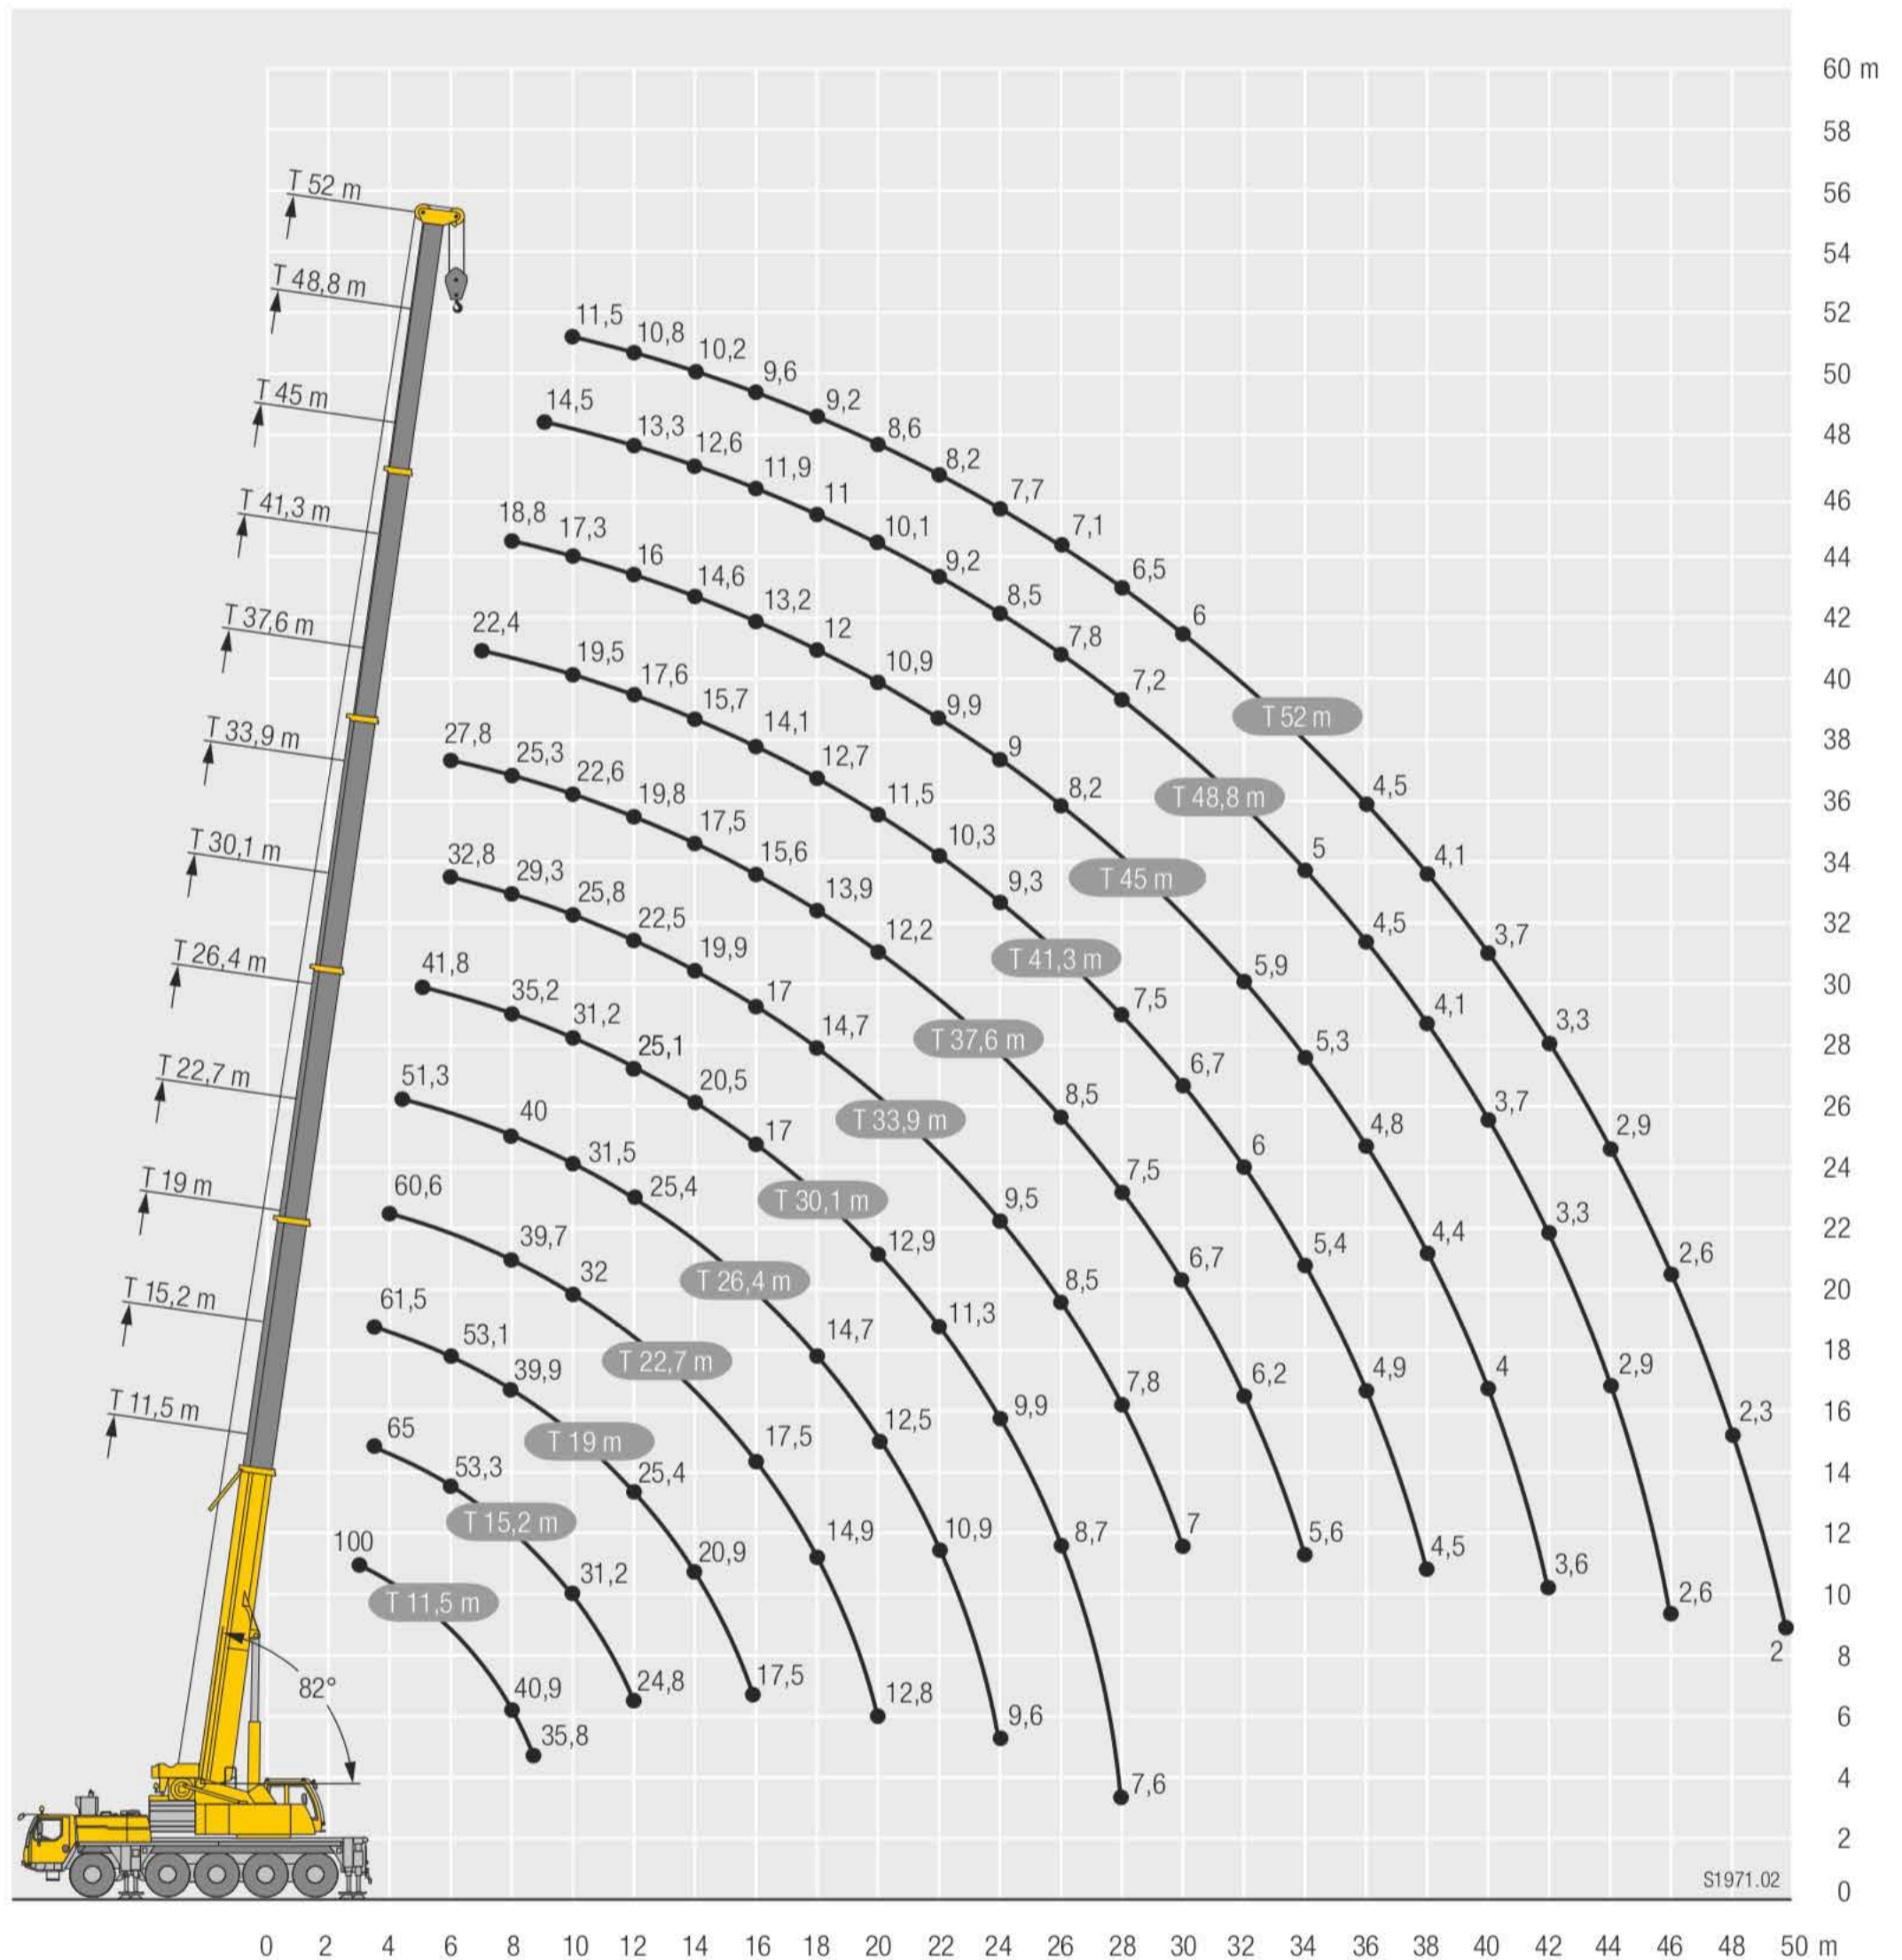 60 m
58
56
54
52
50
48
46
44
42
40
38
36
34
32
30
28
26
24
22
20
18
16
14
12
10
8
6
4
2
0
T 52 m
T 48,8 m
T 45 m
T 41,3 m
T 37,6 m
T 33,9 m
T 30,1 m
T 26,4 m
T 22,7 m
T 19 m
T 15,2 m
T 11,5 m
82°
11,5 10,8 10,2 9,6 9,2 8,6 8,2 7,7 7,1 6,5 6 T 52 m 4,5 4,1 3,7 3,3 2,9 2,6 2,3 2
14,5 13,3 12,6 11,9 11 10,1 9,2 8,5 7,8 7,2 T 48,8 m 5 4,5 4,1 3,7 3,3 2,9 2,6
18,8 17,3 16 14,6 13,2 12 10,9 9,9 9 8,2 T 45 m 5,9 5,3 4,8 4,4 4 3,6
22,4 19,5 17,6 15,7 14,1 12,7 11,5 10,3 9,3 T 41,3 m 7,5 6,7 6 5,4 4,9 4,5
27,8 25,3 22,6 19,8 17,5 15,6 13,9 12,2 T 37,6 m 8,5 7,5 6,7 6,2 5,6
32,8 29,3 25,8 22,5 19,9 17 14,7 T 33,9 m 9,5 8,5 7,8 7
41,8 35,2 31,2 25,1 20,5 17 T 30,1 m 12,9 11,3 9,9 8,7 7,6
51,3 40 31,5 25,4 T 26,4 m 14,7 12,5 10,9 9,6
60,6 39,7 32 T 22,7 m 17,5 14,9 12,8
61,5 53,1 39,9 T 19 m 25,4 20,9 17,5
65 53,3 T 15,2 m 31,2 24,8
100 T 11,5 m 40,9 35,8
S1971.02
0 2 4 6 8 10 12 14 16 18 20 22 24 26 28 30 32 34 36 38 40 42 44 46 48 50 m